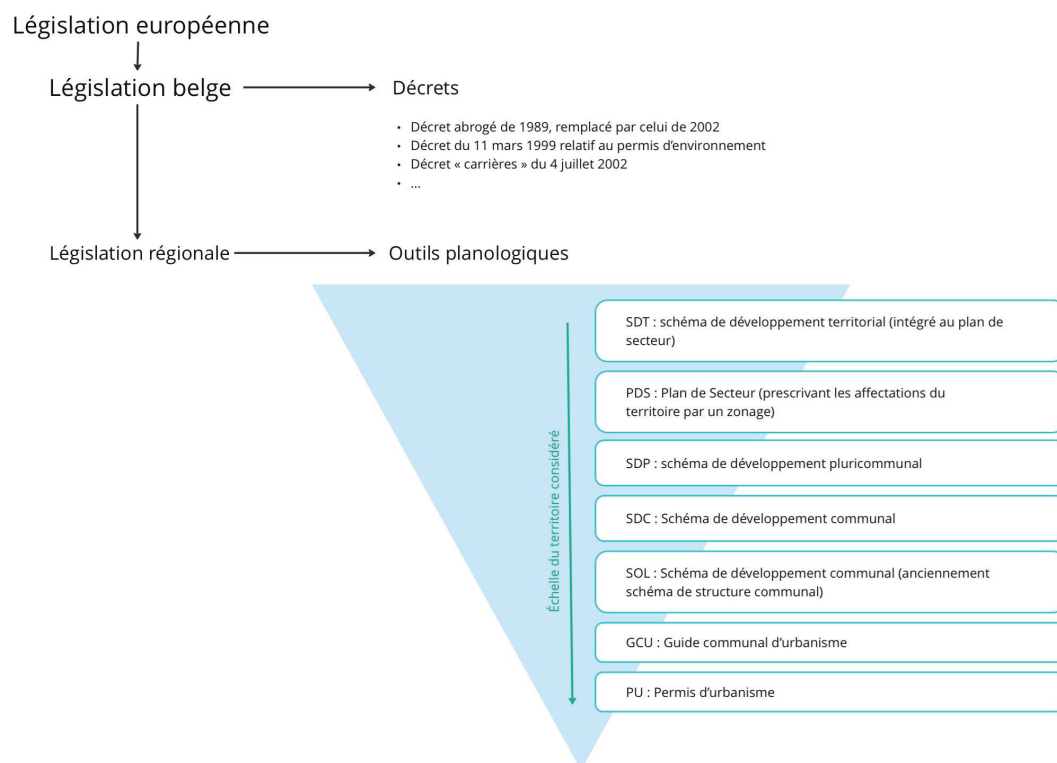 Législation européenne
Législation belge
Décrets
• Décret abrogé de 1989, remplacé par celui de 2002
• Décret du 11 mars 1999 relatif au permis d’environnement
• Décret « carrières » du 4 juillet 2002
• ...
Législation régionale
Outils planologiques
Échelle du territoire considéré
SDT : schéma de développement territorial (intégré au plan de
secteur)
PDS : Plan de Secteur (prescrivant les affectations du
territoire par un zonage)
SDP : schéma de développement pluricommunal
SDC : Schéma de développement communal
SOL : Schéma de développement communal (anciennement
schéma de structure communal)
GCU : Guide communal d’urbanisme
PU : Permis d’urbanisme